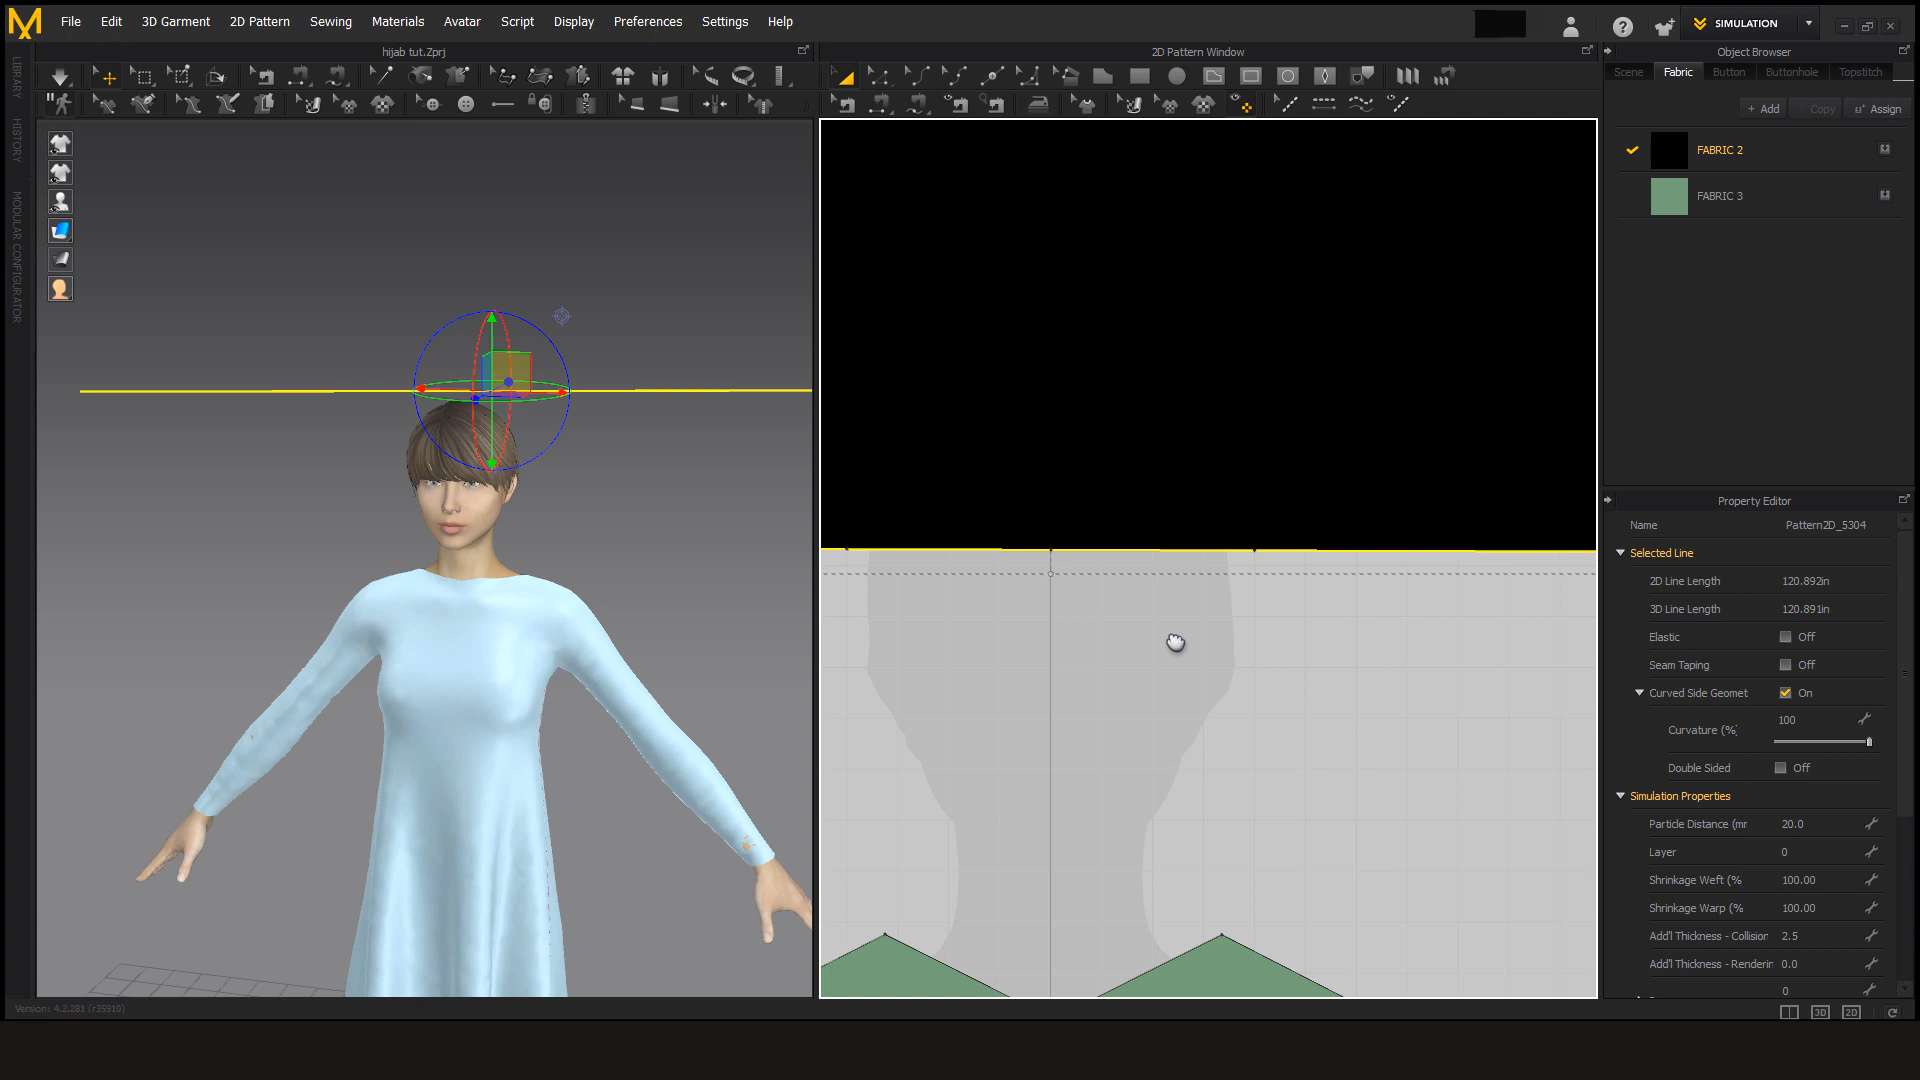 File Edit 3D Garment 2D Pattern Sewing Materials Avatar Script Display Preferences Settings Help
SIMULATION
hijab tut.Zprj
2D Pattern Window
Object Browser
Scene Fabric Button Buttonhole Topstitch
+ Add Copy Assign
FABRIC 2
FABRIC 3
LIBRARY
HISTORY
MODULAR CONFIGURATOR
Property Editor
Name Pattern2D_5304
Selected Line
2D Line Length 120.892in
3D Line Length 120.891in
Elastic Off
Seam Taping Off
Curved Side Geomet On
Curvature (%) 100
Double Sided Off
Simulation Properties
Particle Distance (mr 20.0
Layer 0
Shrinkage Weft (% 100.00
Shrinkage Warp (% 100.00
Add'l Thickness - Collision 2.5
Add'l Thickness - Renderin 0.0
0
Version: 4.2.281 (r35910)
3D 2D